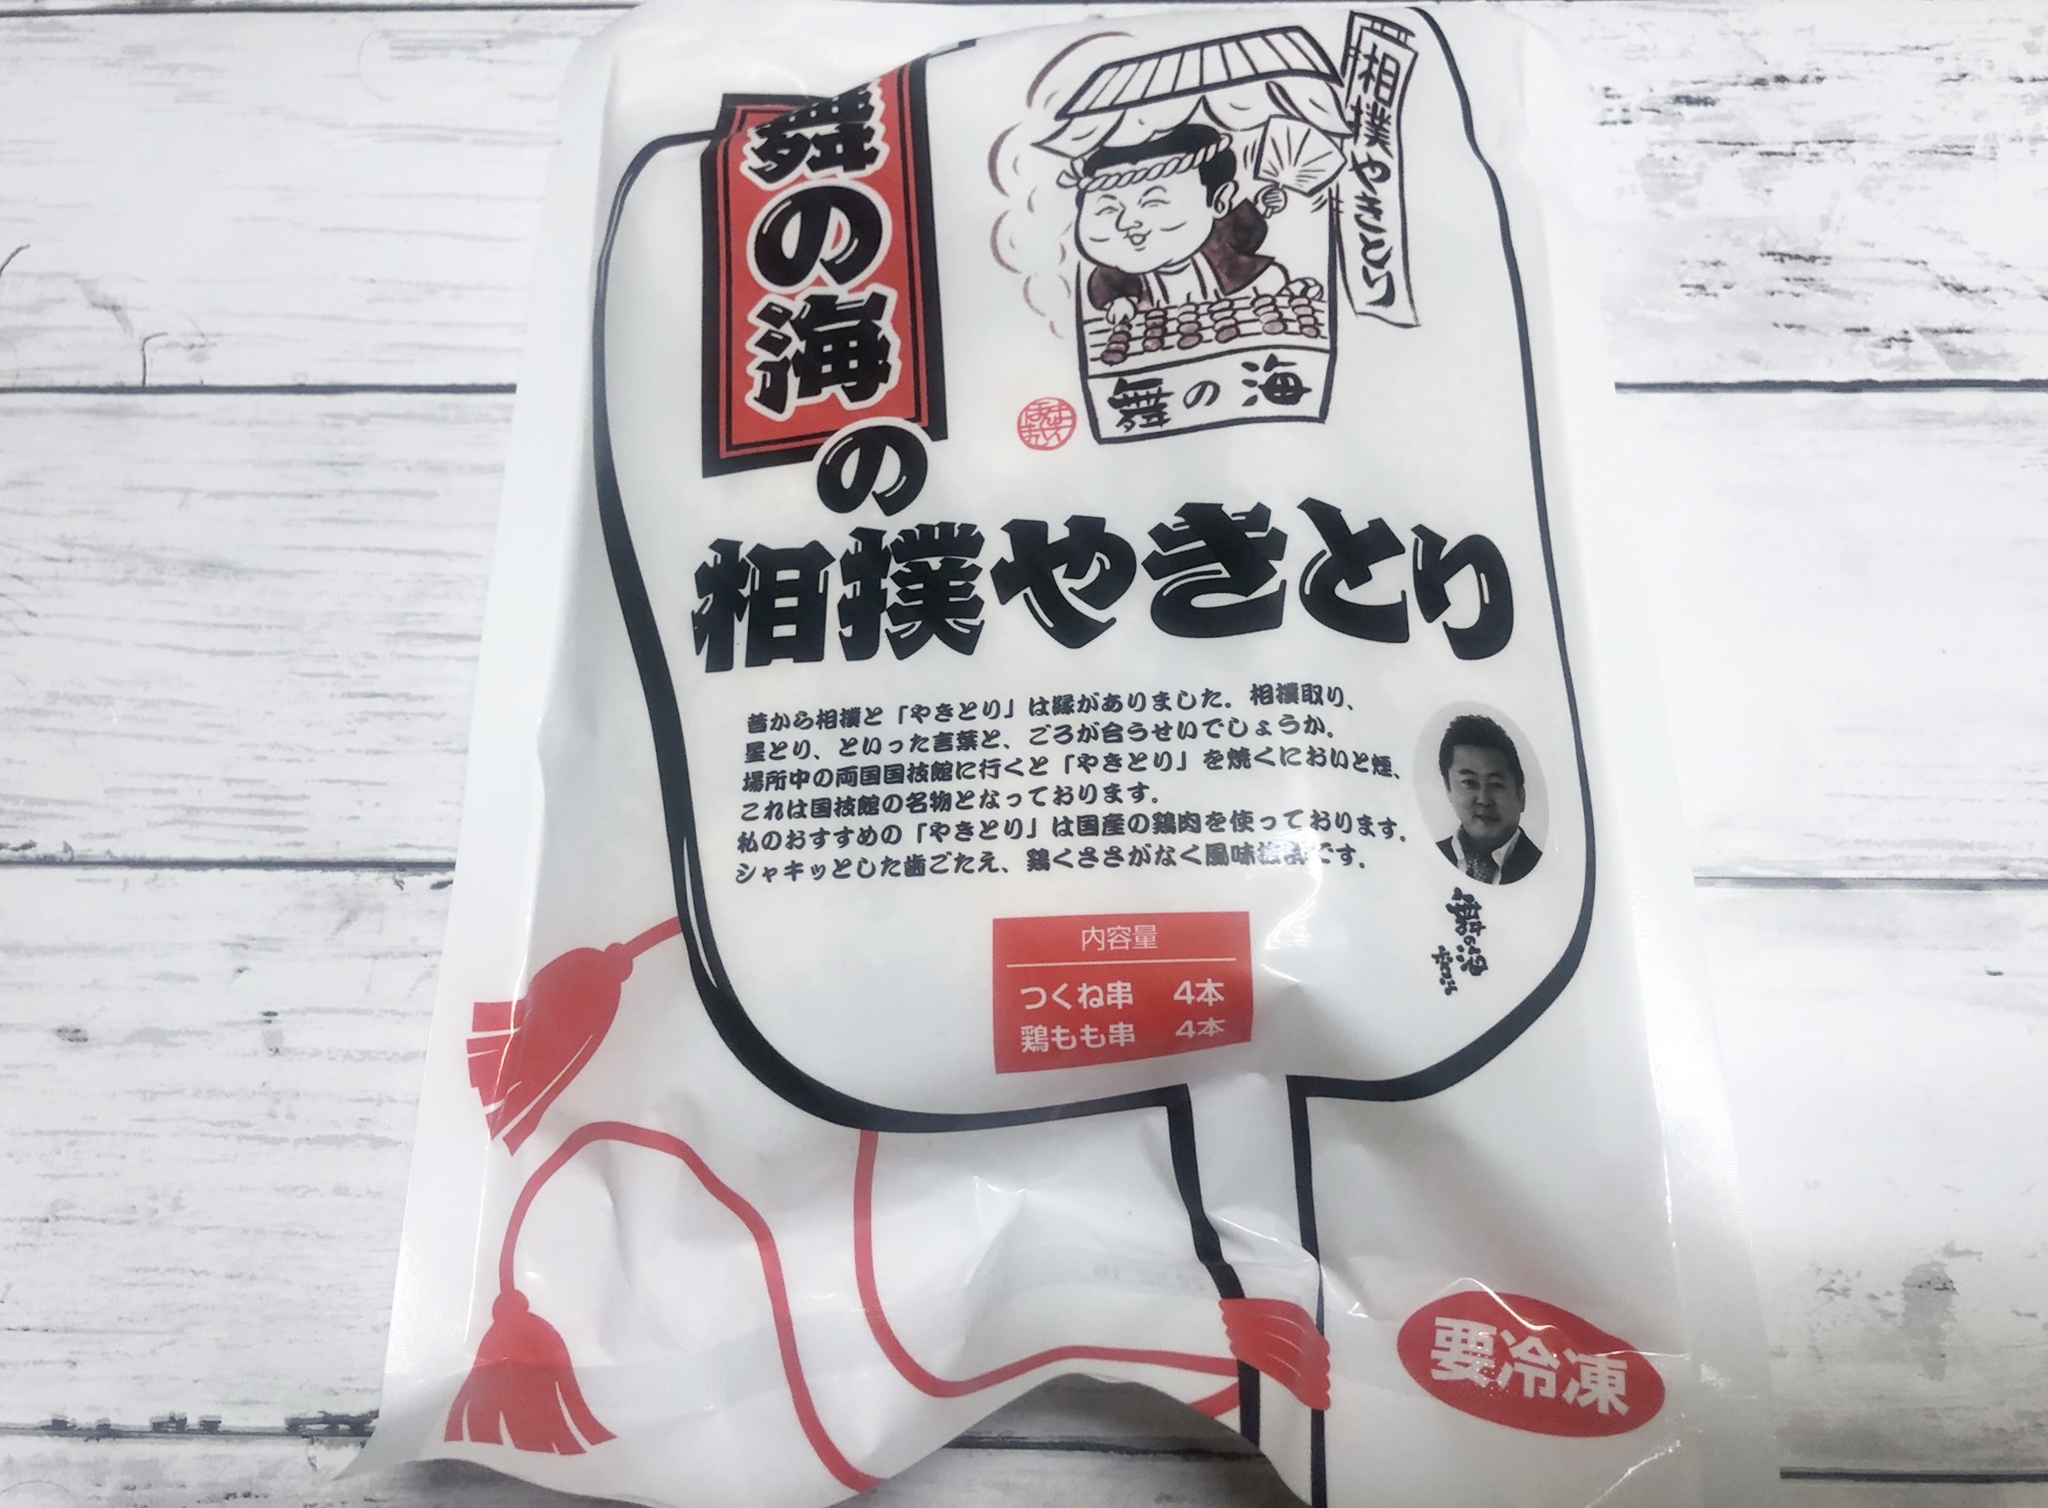 舞の海
の
相撲やきとり
相撲やきとり
舞の海
昔から相撲と「やきとり」は縁がありました。相撲取り、
星とり、といった言葉と、ごろが合うせいでしょうか。
場所中の両国国技館に行くと「やきとり」を焼くにおいと煙、
これは国技館の名物となっております。
私のおすすめの「やきとり」は国産の鶏肉を使っております。
シャキッとした歯ごたえ、鶏くささがなく風味抜群です。
内容量
つくね串 4本
鶏もも串 4本
要冷凍